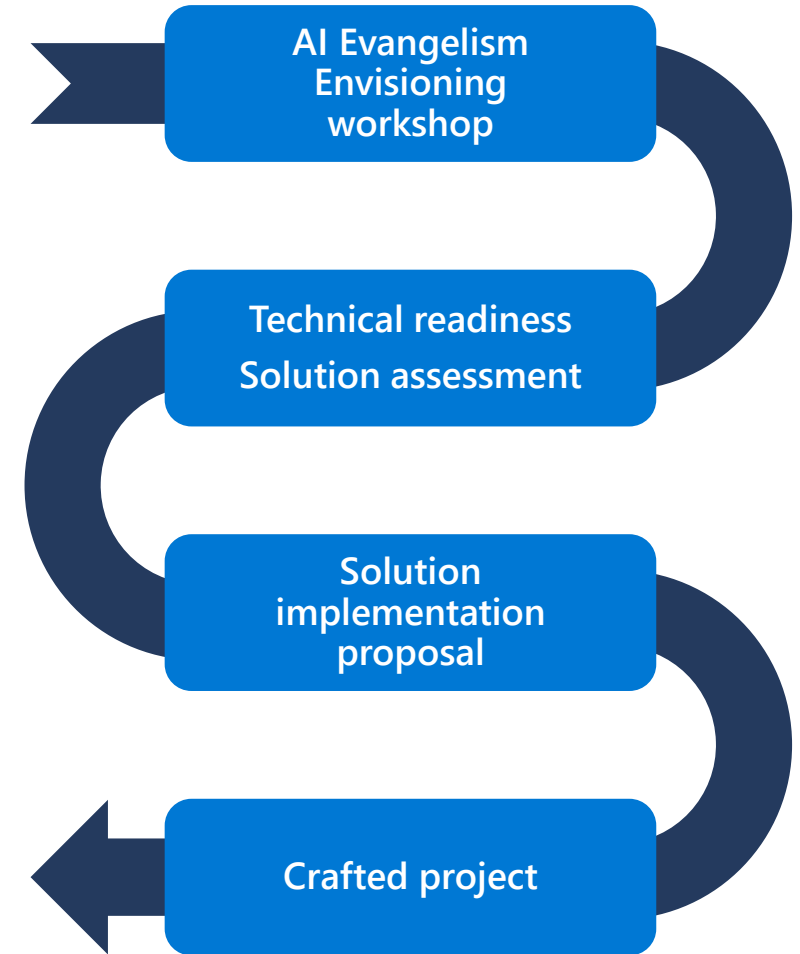 AI Evangelism
Envisioning
workshop
Technical readiness
Solution assessment
Solution
implementation
proposal
Crafted project